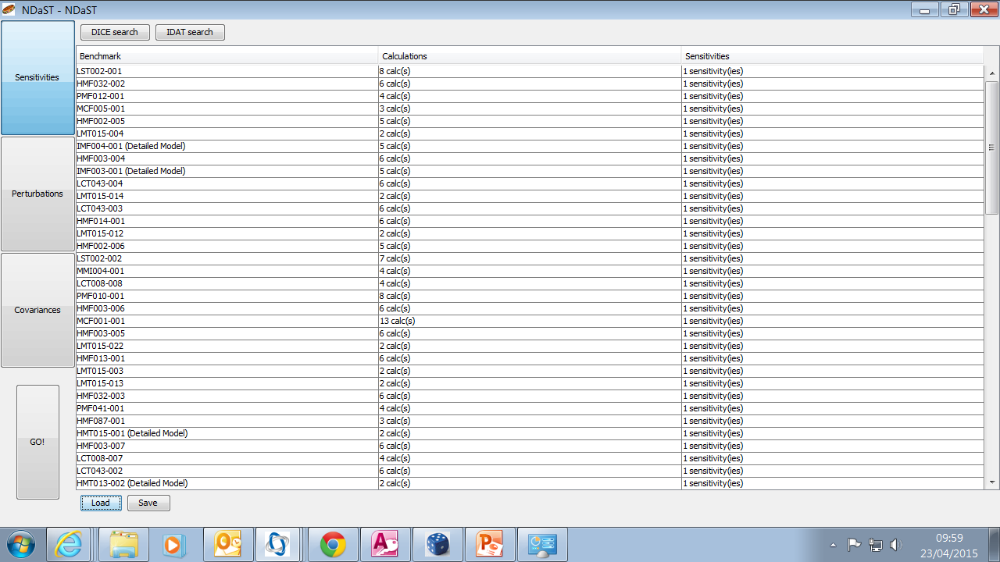 NDaST - NDaST
DICE search IDAT search
Sensitivities
Perturbations
Covariances
GO!
Benchmark Calculations Sensitivities
LST002-001 8 calc(s) 1 sensitivity(ies)
HMF032-002 6 calc(s) 1 sensitivity(ies)
PMF012-001 4 calc(s) 1 sensitivity(ies)
MCF005-001 3 calc(s) 1 sensitivity(ies)
HMF002-005 5 calc(s) 1 sensitivity(ies)
LMT015-004 2 calc(s) 1 sensitivity(ies)
IMF004-001 (Detailed Model) 5 calc(s) 1 sensitivity(ies)
HMF003-004 6 calc(s) 1 sensitivity(ies)
IMF003-001 (Detailed Model) 5 calc(s) 1 sensitivity(ies)
LCT043-004 6 calc(s) 1 sensitivity(ies)
LMT015-014 2 calc(s) 1 sensitivity(ies)
LCT043-003 6 calc(s) 1 sensitivity(ies)
HMF014-001 6 calc(s) 1 sensitivity(ies)
LMT015-012 2 calc(s) 1 sensitivity(ies)
HMF002-006 5 calc(s) 1 sensitivity(ies)
LST002-002 7 calc(s) 1 sensitivity(ies)
MMI004-001 4 calc(s) 1 sensitivity(ies)
LCT008-008 4 calc(s) 1 sensitivity(ies)
PMF010-001 8 calc(s) 1 sensitivity(ies)
HMF003-006 6 calc(s) 1 sensitivity(ies)
MCF001-001 13 calc(s) 1 sensitivity(ies)
HMF003-005 6 calc(s) 1 sensitivity(ies)
LMT015-022 2 calc(s) 1 sensitivity(ies)
HMF013-001 6 calc(s) 1 sensitivity(ies)
LMT015-003 2 calc(s) 1 sensitivity(ies)
LMT015-013 2 calc(s) 1 sensitivity(ies)
HMF032-003 6 calc(s) 1 sensitivity(ies)
PMF041-001 4 calc(s) 1 sensitivity(ies)
HMF087-001 3 calc(s) 1 sensitivity(ies)
HMT015-001 (Detailed Model) 2 calc(s) 1 sensitivity(ies)
HMF003-007 6 calc(s) 1 sensitivity(ies)
LCT008-007 4 calc(s) 1 sensitivity(ies)
LCT043-002 6 calc(s) 1 sensitivity(ies)
HMT013-002 (Detailed Model) 2 calc(s) 1 sensitivity(ies)
Load Save
09:59
23/04/2015